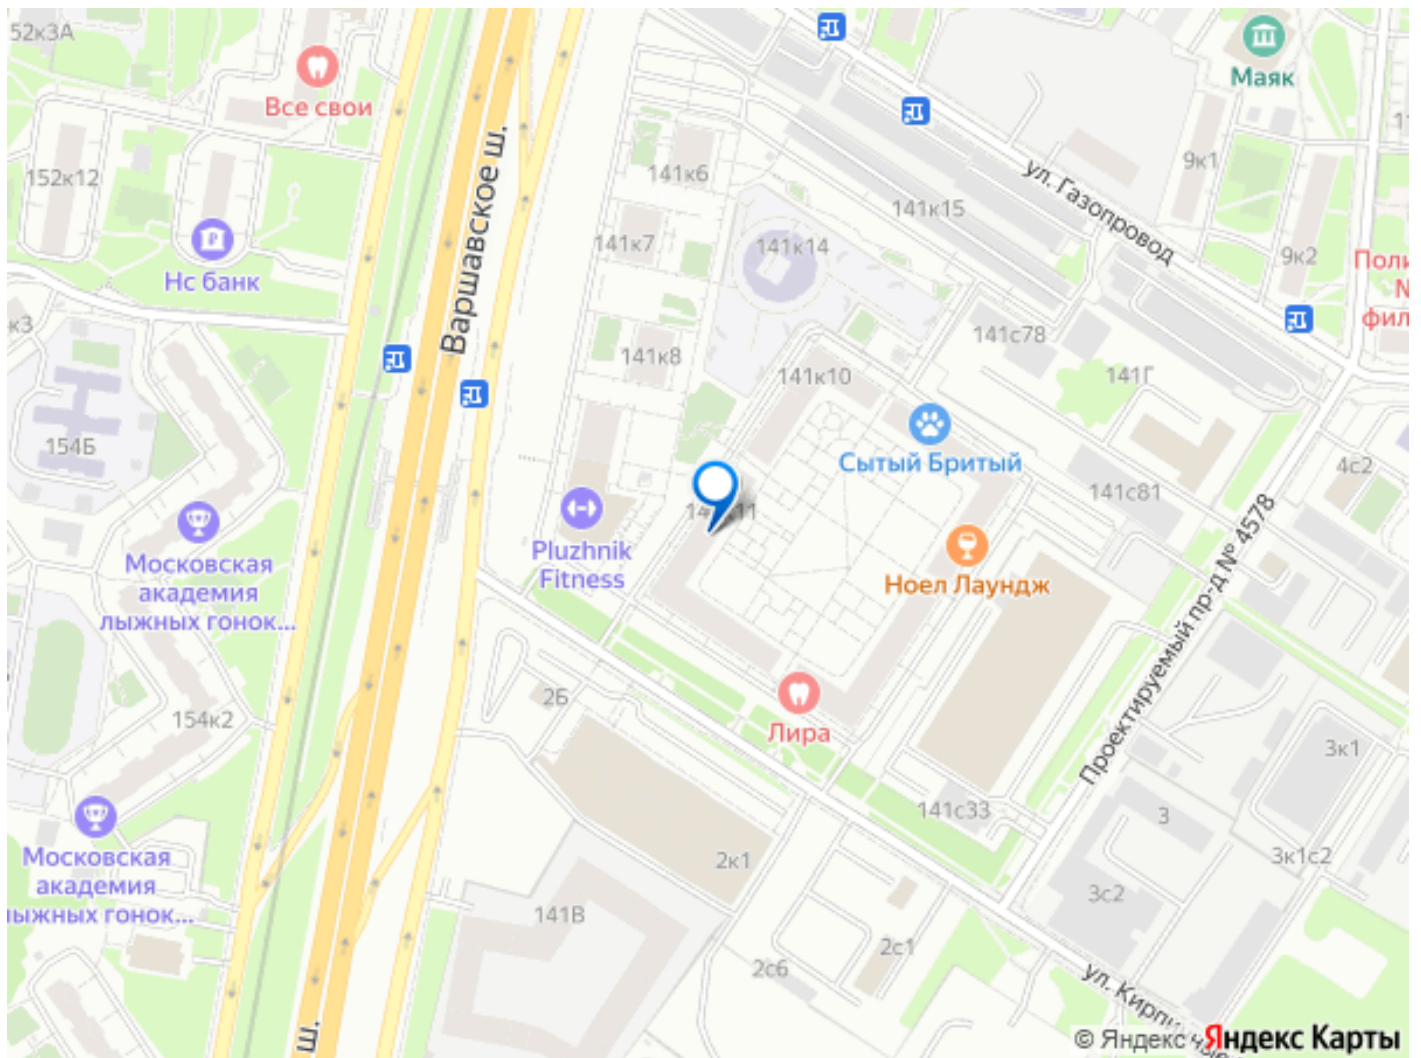 52к3А
Все свои
Маяк
152к12
141к6
9к1
Варшавское ш.
ул. Газопровод
141к15
141к7
141к14
9к2
Нс банк
Поли
фил
к3
141с78
141к8
141к10
141Г
154Б
Сытый Бритый
4с2
141с81
Проектируемый пр-д № 4578
Pluzhnik
Fitness
Московская
академия
лыжных гонок...
Ноел Лаундж
2Б
154к2
Лира
3к1
141с33
3
2к1
3к1с2
Московская
академия
лыжных гонок...
3с2
141В
2с1
2с6
ул. Кирпичные
ш.
© Яндекс Яндекс Карты